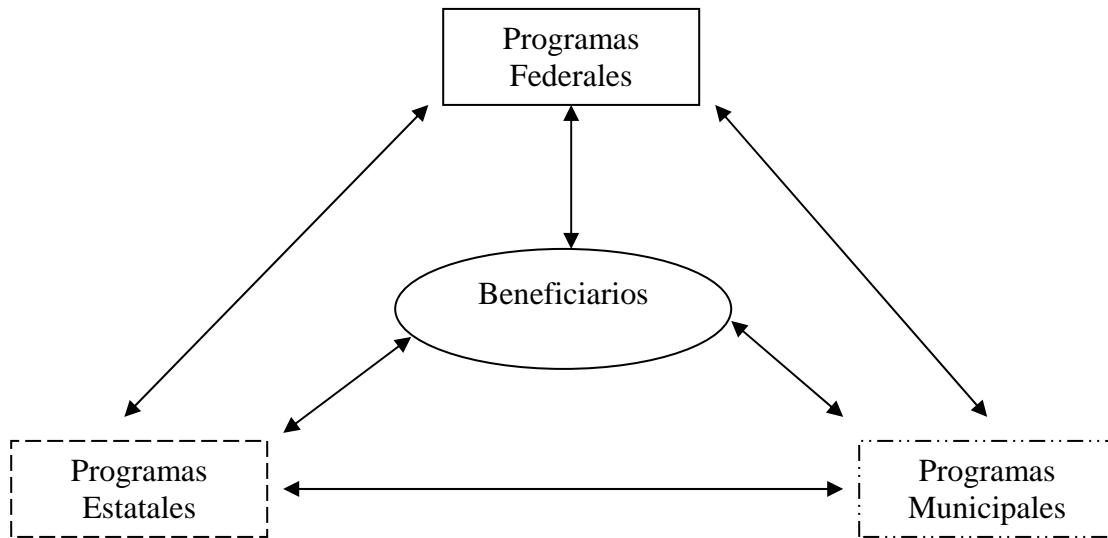 Programas
Federales
Beneficiarios
Programas
Estatales
Programas
Municipales